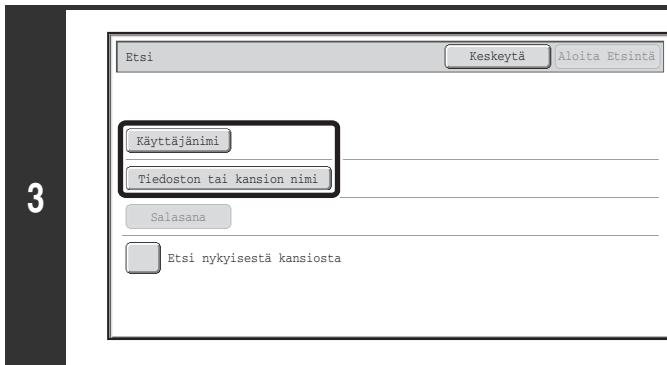 3
Etsi Keskeytä Aloita Etsintä
Käyttäjänimi
Tiedoston tai kansion nimi
Salasana
Etsi nykyisestä kansiosta